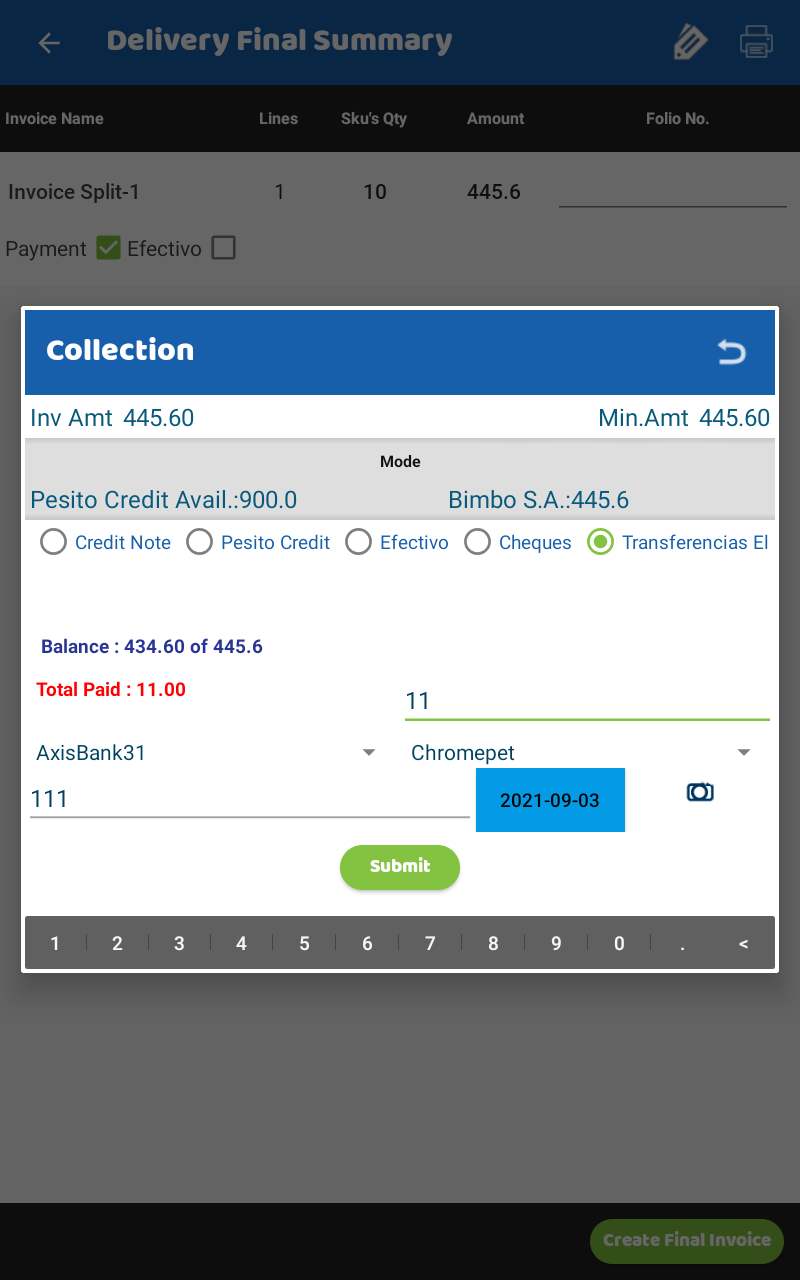 Delivery Final Summary
Invoice Name Lines Sku's Qty Amount Folio No.
Invoice Split-1 1 10 445.6
Payment Efectivo
Collection
Inv Amt 445.60 Min.Amt 445.60
Mode
Pesito Credit Avail.:900.0 Bimbo S.A.:445.6
Credit Note Pesito Credit Efectivo Cheques Transferencias El
Balance : 434.60 of 445.6
Total Paid : 11.00
11
AxisBank31 Chromepet
111 2021-09-03
Submit
1 2 3 4 5 6 7 8 9 0 . <
Create Final Invoice